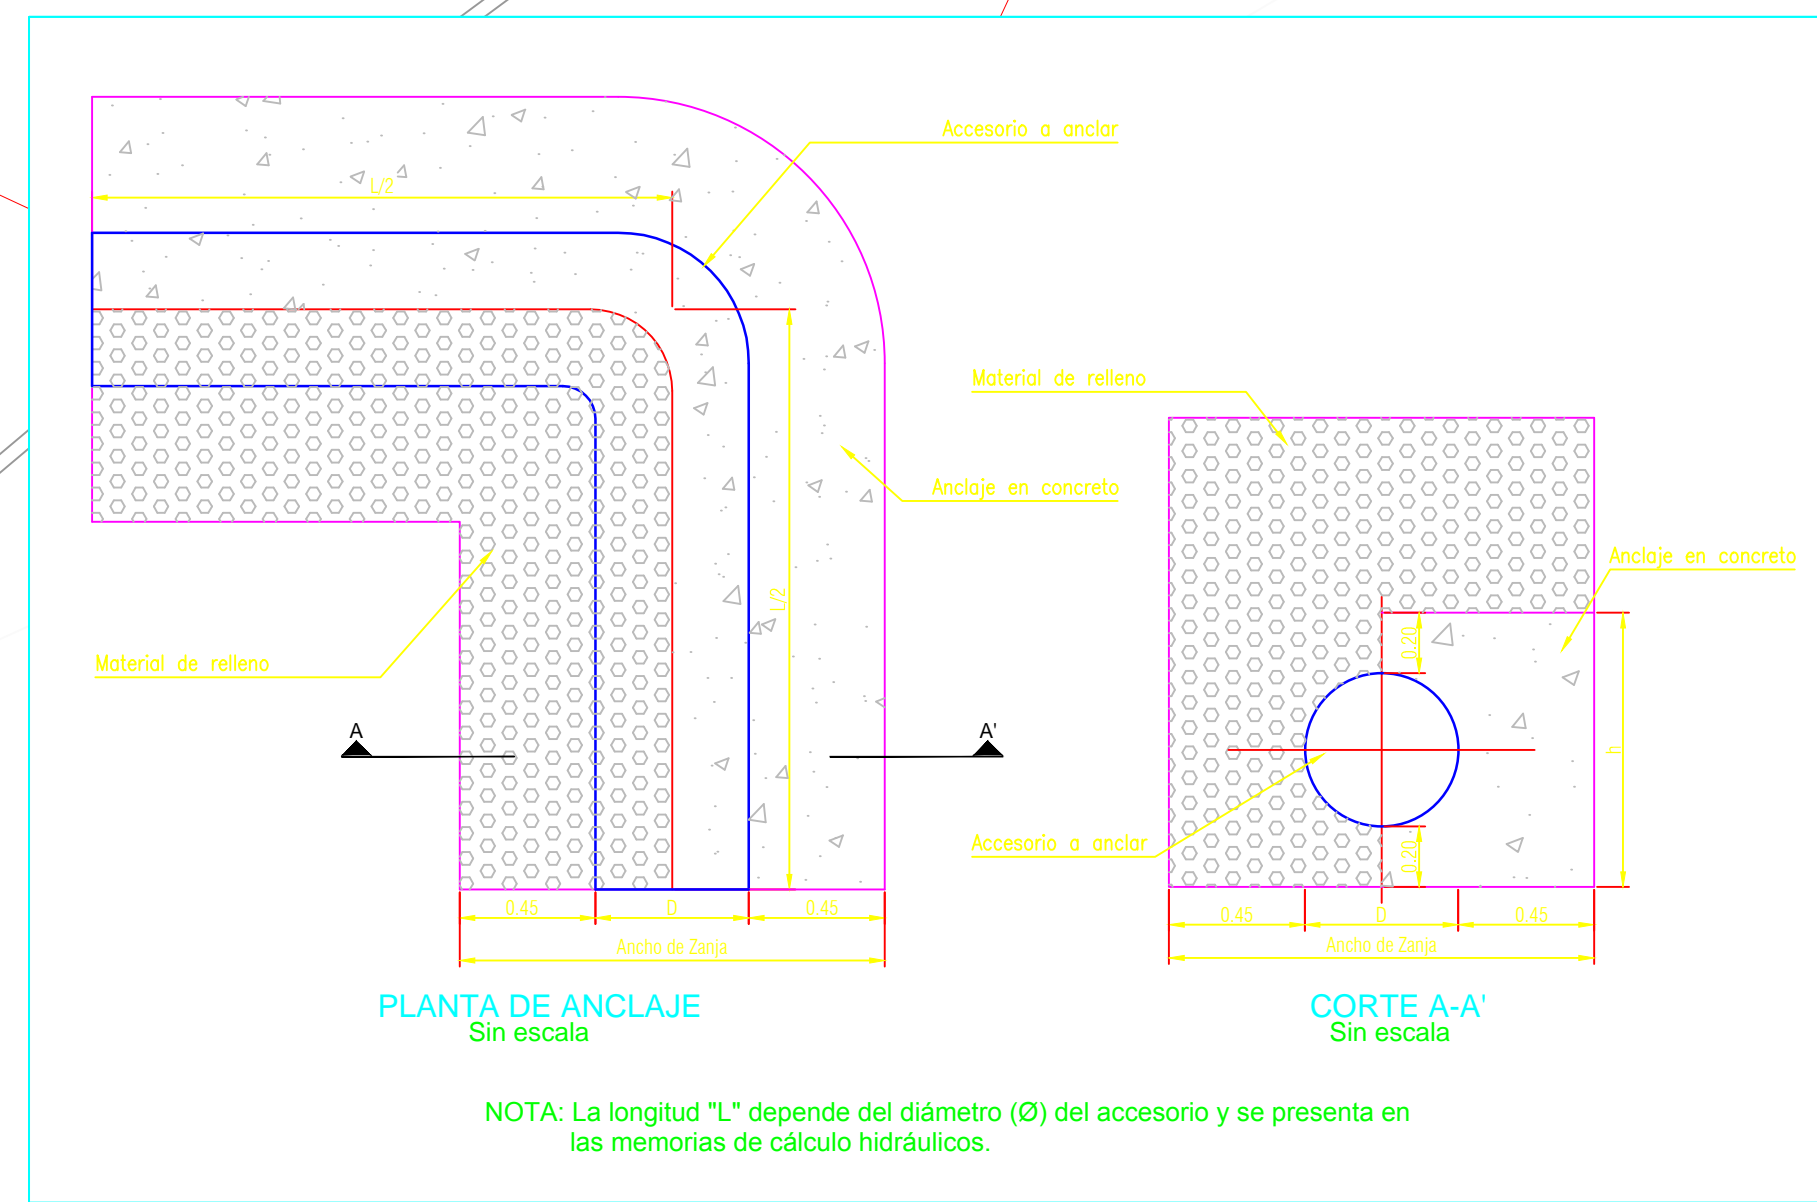 Accesorio a anclar
L/2
Material de relleno
Anclaje en concreto
Anclaje en concreto
L/2
0.20
Material de relleno
A
A'
h
Accesorio a anclar
0.20
0.45
D
0.45
Ancho de Zanja
0.45
D
0.45
Ancho de Zanja
PLANTA DE ANCLAJE
Sin escala
CORTE A-A'
Sin escala
NOTA: La longitud "L" depende del diámetro (Ø) del accesorio y se presenta en
las memorias de cálculo hidráulicos.